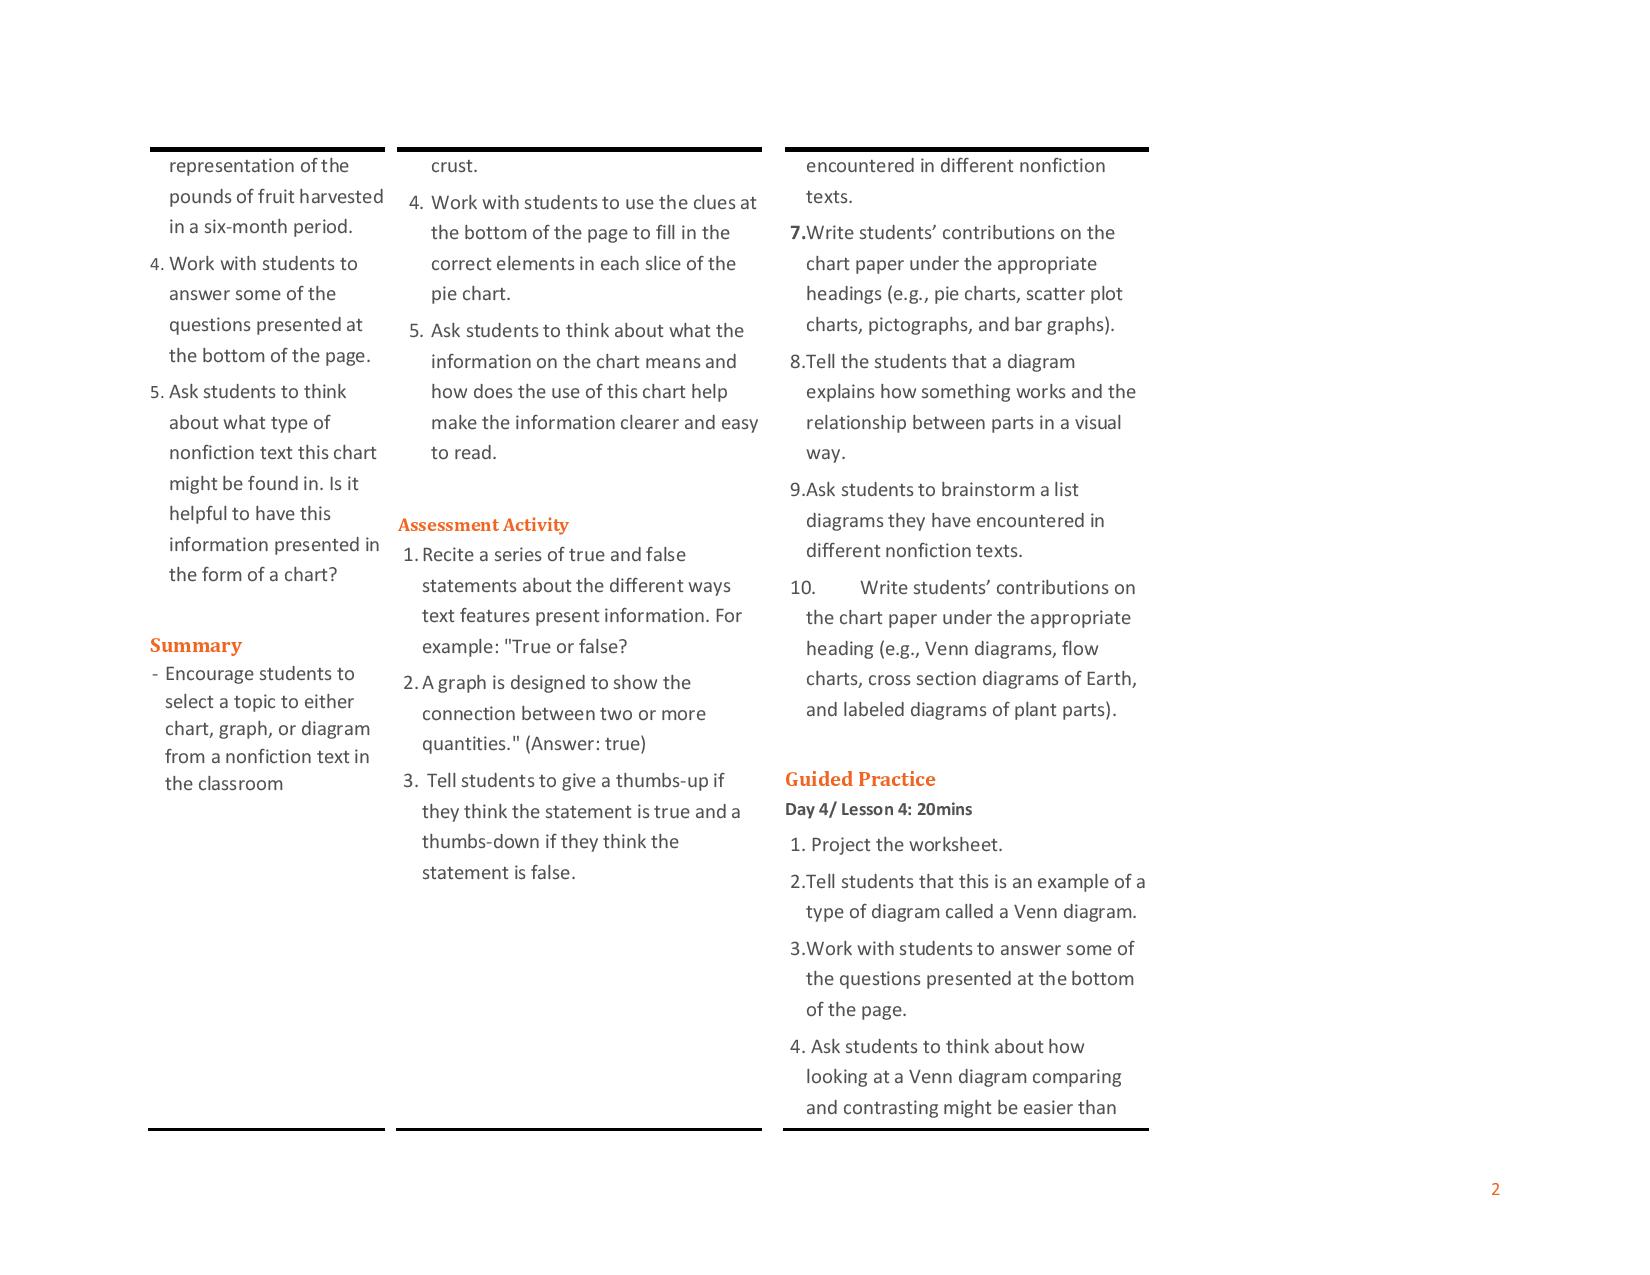 representation of the
pounds of fruit harvested
in a six-month period.
4. Work with students to
answer some of the
questions presented at
the bottom of the page.
5. Ask students to think
about what type of
nonfiction text this chart
might be found in. Is it
helpful to have this
information presented in
the form of a chart?
Summary
- Encourage students to
select a topic to either
chart, graph, or diagram
from a nonfiction text in
the classroom
crust.
4. Work with students to use the clues at
the bottom of the page to fill in the
correct elements in each slice of the
pie chart.
5. Ask students to think about what the
information on the chart means and
how does the use of this chart help
make the information clearer and easy
to read.
Assessment Activity
1. Recite a series of true and false
statements about the different ways
text features present information. For
example: "True or false?
2. A graph is designed to show the
connection between two or more
quantities." (Answer: true)
3. Tell students to give a thumbs-up if
they think the statement is true and a
thumbs-down if they think the
statement is false.
encountered in different nonfiction
texts.
7.Write students’ contributions on the
chart paper under the appropriate
headings (e.g., pie charts, scatter plot
charts, pictographs, and bar graphs).
8.Tell the students that a diagram
explains how something works and the
relationship between parts in a visual
way.
9.Ask students to brainstorm a list
diagrams they have encountered in
different nonfiction texts.
10. Write students’ contributions on
the chart paper under the appropriate
heading (e.g., Venn diagrams, flow
charts, cross section diagrams of Earth,
and labeled diagrams of plant parts).
Guided Practice
Day 4/ Lesson 4: 20mins
1. Project the worksheet.
2.Tell students that this is an example of a
type of diagram called a Venn diagram.
3.Work with students to answer some of
the questions presented at the bottom
of the page.
4. Ask students to think about how
looking at a Venn diagram comparing
and contrasting might be easier than
2